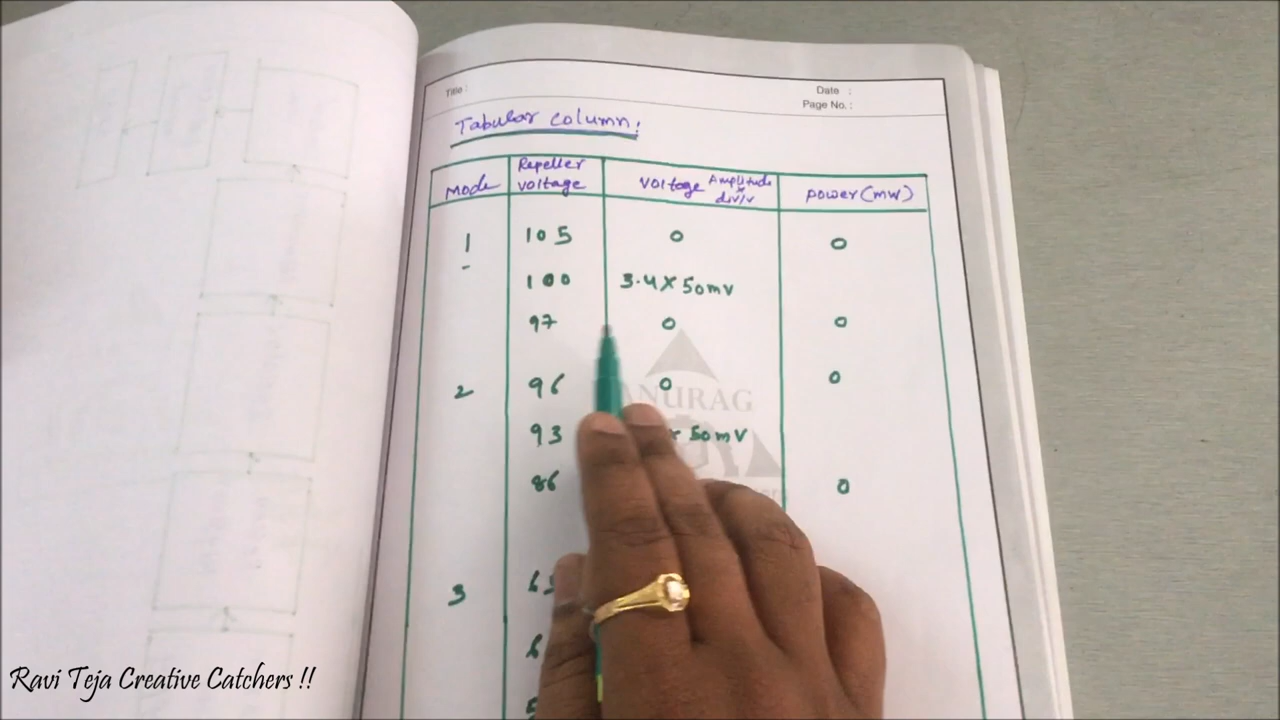 Title :
Date :
Page No. :
Tabular column:
Mode Repeller voltage voltage Amplitude div/v power(mw)
1 105 0 0
100 3.4 x 50mv
97 0 0
2 96 0 0
ANURAG
93 x 50mV
86 0
3
Ravi Teja Creative Catchers !!